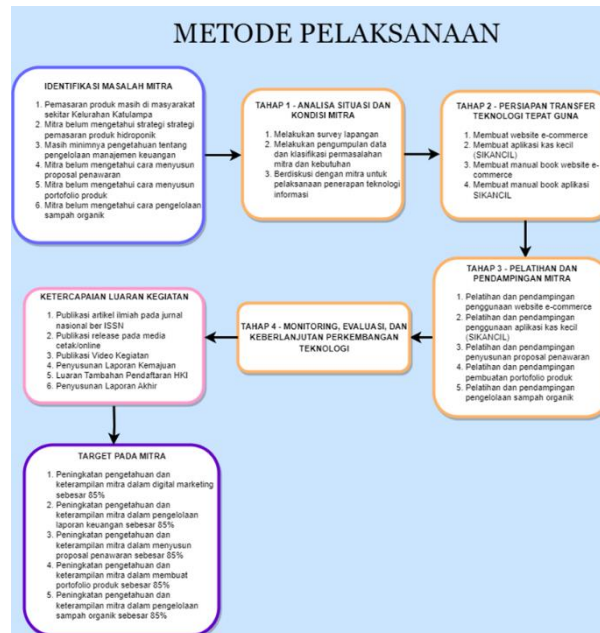 METODE PELAKSANAAN
IDENTIFIKASI MASALAH MITRA
1. Pemasaran produk masih di masyarakat
sekitar Kelurahan Katulampa
2. Mitra belum mengetahui strategi strategi
pemasaran produk hidroponik
3. Masih minimnya pengetahuan tentang
pengelolaan manajemen keuangan
4. Mitra belum mengetahui cara menyusun
proposal penawaran
5. Mitra belum mengetahui cara menyusun
portofolio produk
6. Mitra belum mengetahui cara pengelolaan
sampah organik
TAHAP 1 - ANALISA SITUASI DAN
KONDISI MITRA
1. Melakukan survey lapangan
2. Melakukan pengumpulan data
dan klasifikasi permasalahan
mitra dan kebutuhan
3. Berdiskusi dengan mitra untuk
pelaksanaan penerapan teknologi
informasi
TAHAP 2 - PERSIAPAN TRANSFER
TEKNOLOGI TEPAT GUNA
1. Membuat website e-commerce
2. Membuat aplikasi kas kecil
(SIKANCIL)
3. Membuat manual book website e-
commerce
4. Membuat manual book aplikasi
SIKANCIL
TAHAP 3 - PELATIHAN DAN
PENDAMPINGAN MITRA
1. Pelatihan dan pendampingan
penggunaan website e-commerce
2. Pelatihan dan pendampingan
penggunaan aplikasi kas kecil
(SIKANCIL)
3. Pelatihan dan pendampingan
penyusunan proposal penawaran
4. Pelatihan dan pendampingan
pembuatan portofolio produk
5. Pelatihan dan pendampingan
pengelolaan sampah organik
TAHAP 4 - MONITORING, EVALUASI, DAN
KEBERLANJUTAN PERKEMBANGAN
TEKNOLOGI
KETERCAPAIAN LUARAN KEGIATAN
1. Publikasi artikel ilmiah pada jurnal
nasional ber ISSN
2. Publikasi release pada media
cetak/online
3. Publikasi Video Kegiatan
4. Penyusunan Laporan Kemajuan
5. Luaran Tambahan Pendaftaran HKI
6. Penyusunan Laporan Akhir
TARGET PADA MITRA
1. Peningkatan pengetahuan dan
keterampilan mitra dalam digital marketing
sebesar 85%
2. Peningkatan pengetahuan dan
keterampilan mitra dalam pengelolaan
laporan keuangan sebesar 85%
3. Peningkatan pengetahuan dan
keterampilan mitra dalam menyusun
proposal penawaran sebesar 85%
4. Peningkatan pengetahuan dan
keterampilan mitra dalam membuat
portofolio produk sebesar 85%
5. Peningkatan pengetahuan dan
keterampilan mitra dalam pengelolaan
sampah organik sebesar 85%